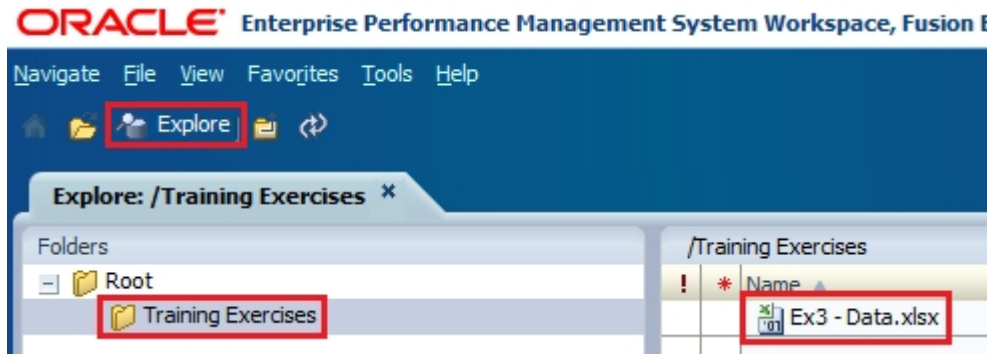 ORACLE Enterprise Performance Management System Workspace, Fusion E
Navigate File View Favorites Tools Help
Explore
Explore: /Training Exercises ×
Folders
/Training Exercises
Root
! * Name
Training Exercises
Ex3 - Data.xlsx